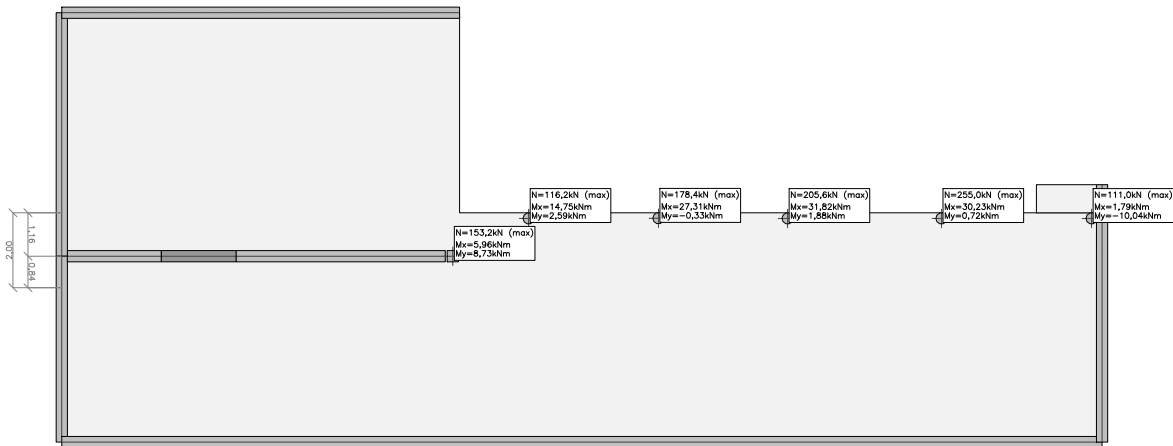 N=116,2kN (max)
Mx=14,75kNm
My=2,59kNm
N=178,4kN (max)
Mx=27,31kNm
My=-0,33kNm
N=205,6kN (max)
Mx=31,82kNm
My=1,88kNm
N=255,0kN (max)
Mx=30,23kNm
My=0,72kNm
N=111,0kN (max)
Mx=1,79kNm
My=-10,04kNm
N=153,2kN (max)
Mx=5,96kNm
My=8,73kNm
2,00
1,16
0,84